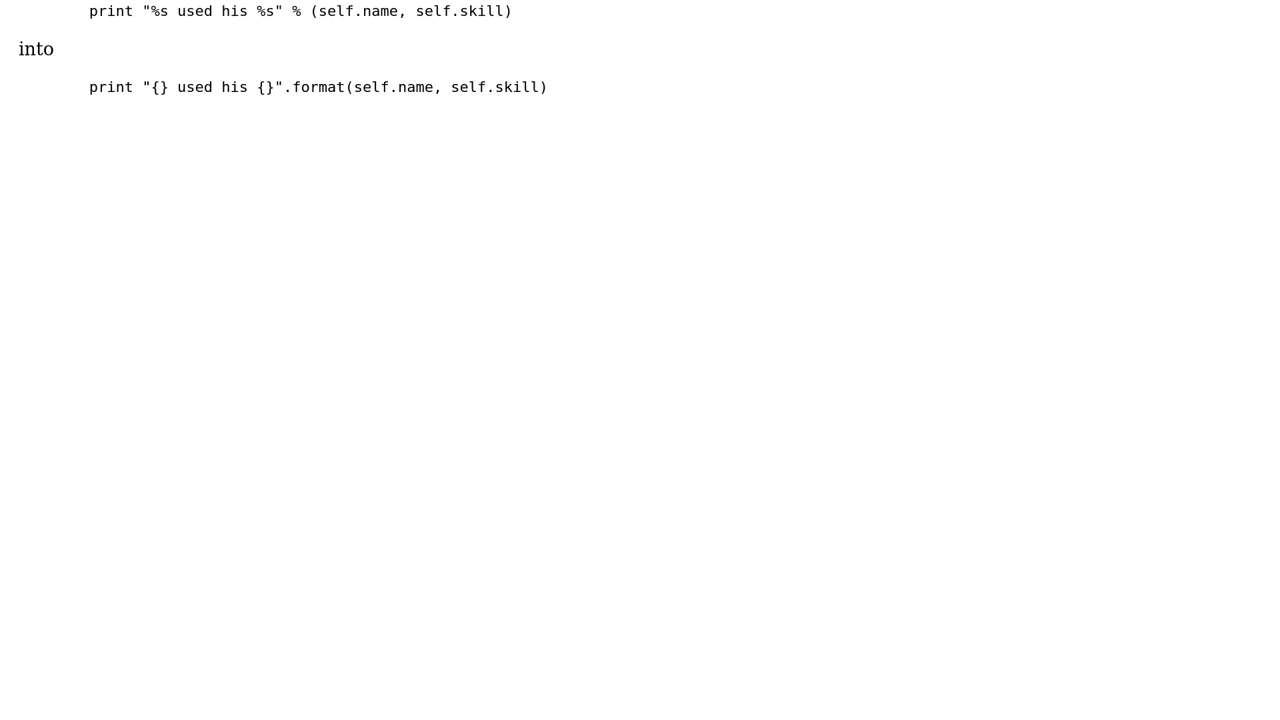 print "%s used his %s" % (self.name, self.skill)
into
print "{} used his {}".format(self.name, self.skill)